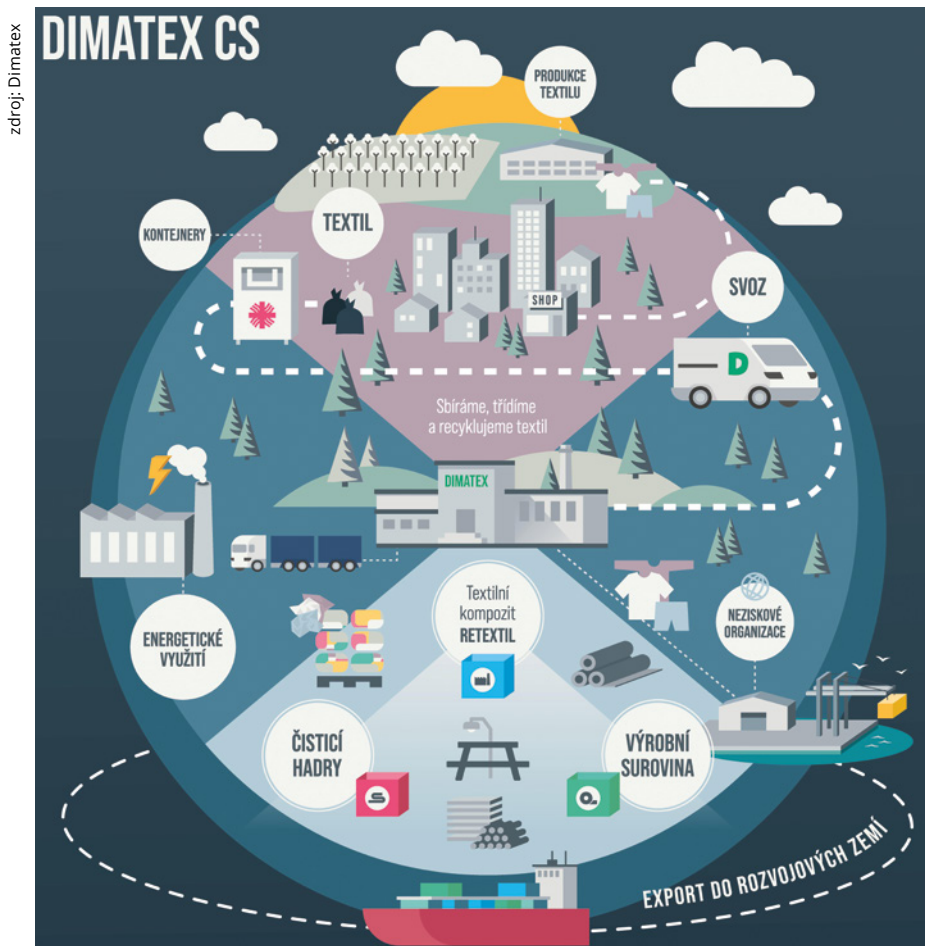 zdroj: Dimatex
DIMATEX CS
PRODUKCE
TEXTILU
TEXTIL
KONTEJNERY
SHOP
SVOZ
D
Sbíráme, třídíme
a recyklujeme textil
DIMATEX
Textilní
kompozit
RETEXTIL
NEZISKOVÉ
ORGANIZACE
ENERGETICKÉ
VYUŽITÍ
ČISTICÍ
HADRY
VÝROBNÍ
SUROVINA
EXPORT DO ROZVOJOVÝCH ZEMÍ